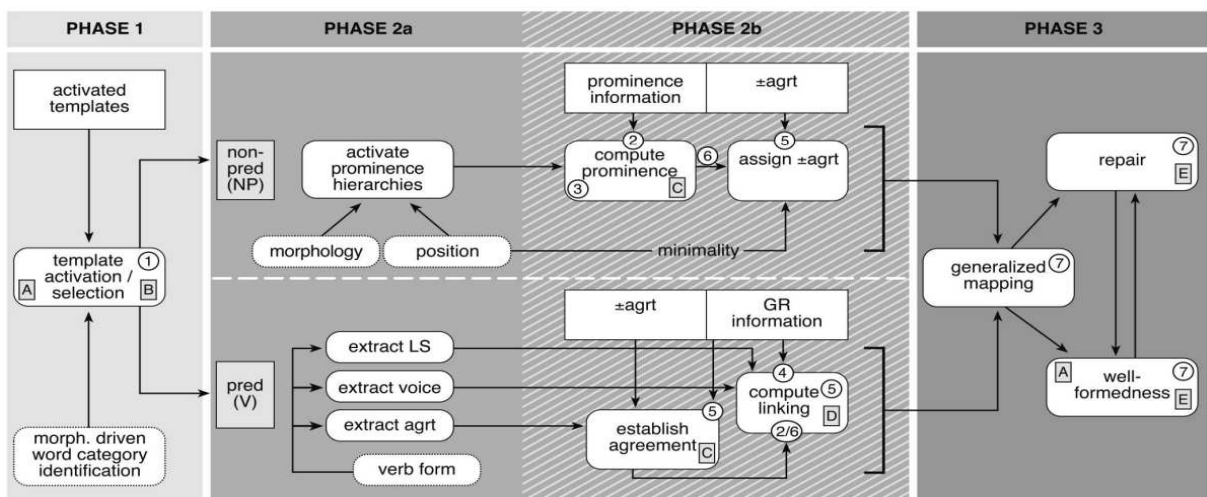 PHASE 1
PHASE 2a
PHASE 2b
PHASE 3
activated
templates
template
activation /
selection
1
A
B
morph. driven
word category
identification
non-
pred
(NP)
activate
prominence
hierarchies
morphology
position
minimality
prominence
information
±agrt
2
compute
prominence
3
C
6
5
assign ±agrt
pred
(V)
extract LS
extract voice
extract agrt
verb form
±agrt
GR
information
5
establish
agreement
C
4
compute
linking
5
D
2/6
generalized
mapping
7
repair
7
E
A
well-
formedness
7
E